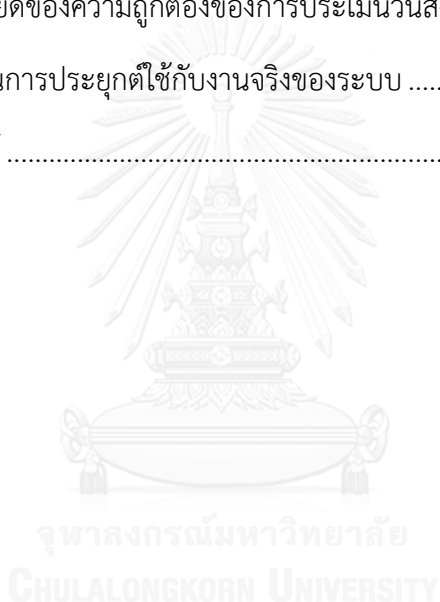 ยดของความถูกต้องของการประเมินวันส
นการประยุกต์ใช้กับงานจริงของระบบ .....
................................................................................
จุฬาลงกรณ์มหาวิทยาลัย
CHULALONGKORN UNIVERSITY